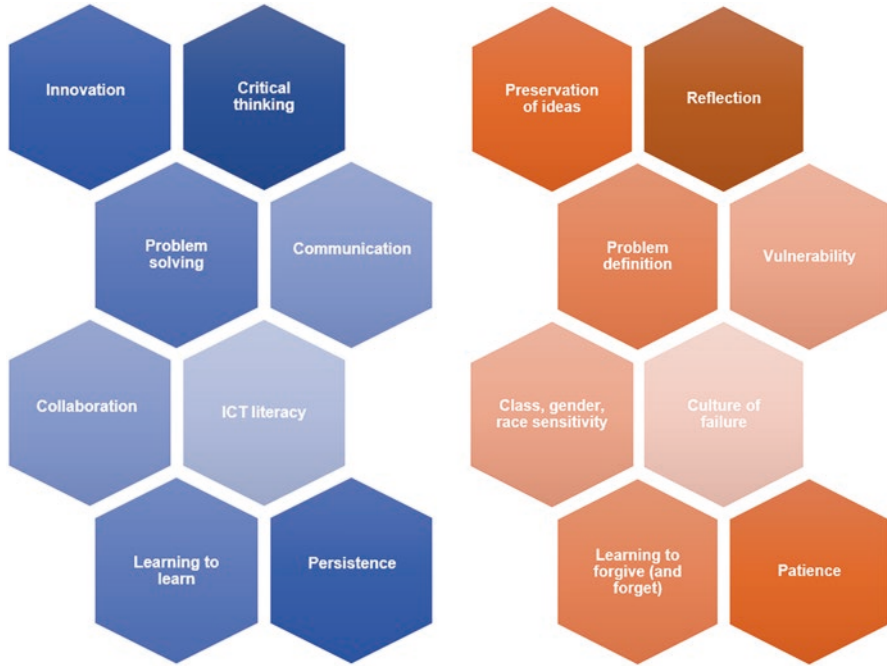 Innovation
Critical
thinking
Problem
solving
Communication
Collaboration
ICT literacy
Learning to
learn
Persistence
Preservation
of ideas
Reflection
Problem
definition
Vulnerability
Class, gender,
race sensitivity
Culture of
failure
Learning to
forgive (and
forget)
Patience